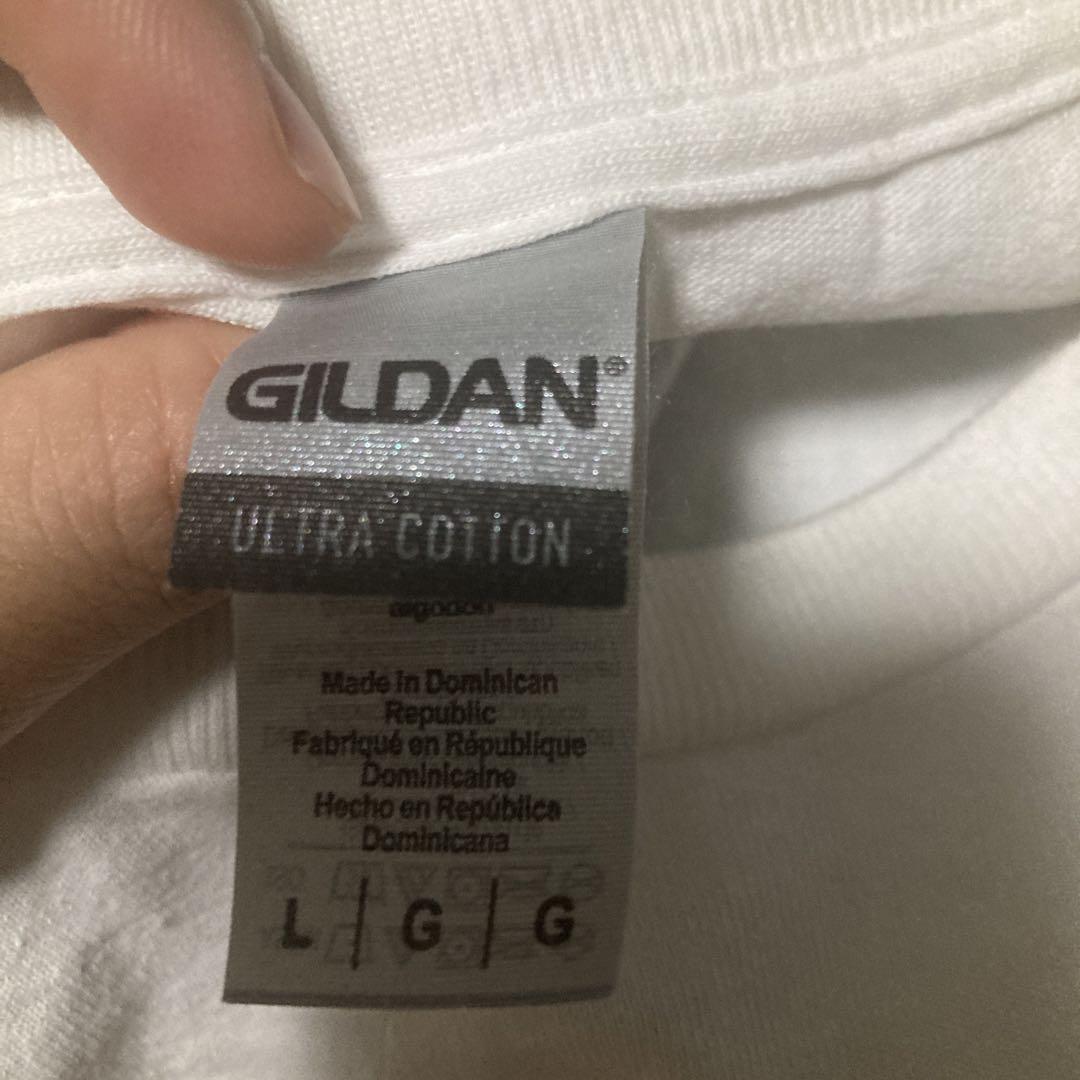 GILDAN®
ULTRA COTTON
algodón
Made in Dominican
Republic
Fabriqué en République
Dominicaine
Hecho en República
Dominicana
L | G | G